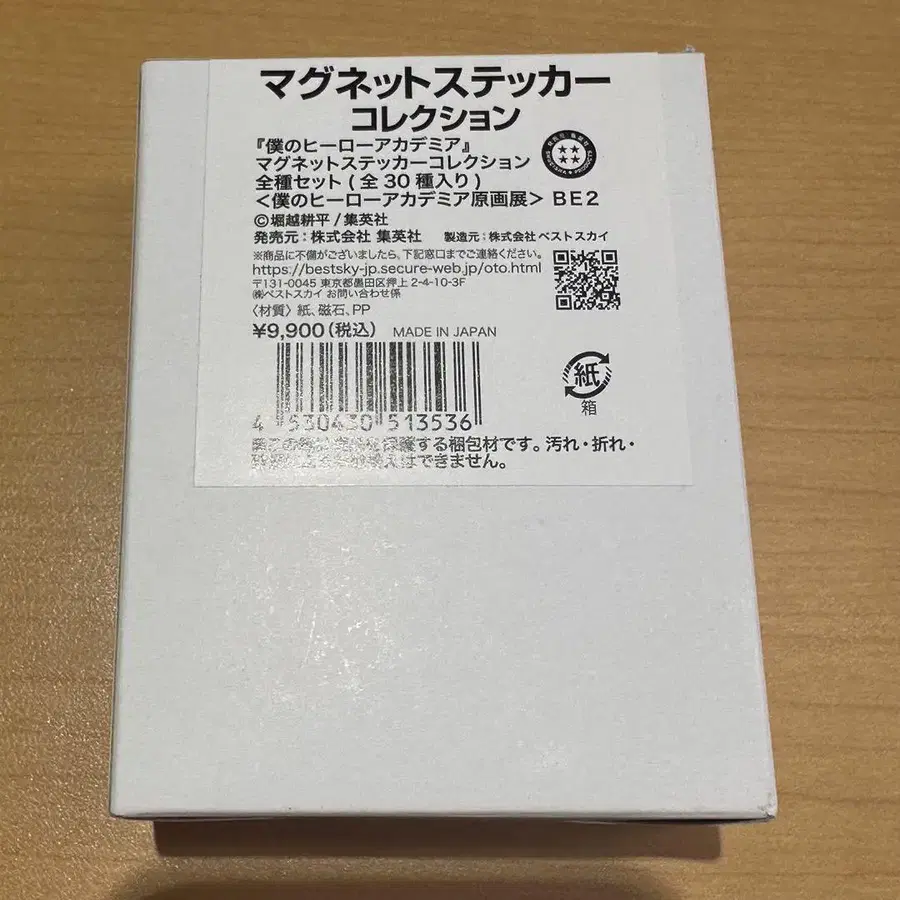 マグネットステッカー
コレクション
『僕のヒーローアカデミア』
マグネットステッカーコレクション
全種セット(全30種入り)
<僕のヒーローアカデミア原画展> BE2
©堀越耕平/集英社
発売元:株式会社 集英社 製造元:株式会社 ベストスカイ
※商品に不備がございましたら、下記窓口までご連絡ください。
https://bestsky-jp.secure-web.jp/oto.html
〒131-0045 東京都墨田区押上 2-4-10-3F
㈱ベストスカイ お問い合わせ係
〈材質〉紙、磁石、PP
¥9,900(税込) MADE IN JAPAN
紙
箱
4 530430 513536
保護する梱包材です。汚れ・折れ・
はできません。